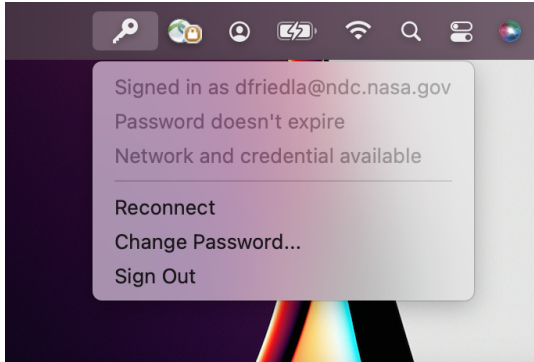 Signed in as dfriedla@ndc.nasa.gov
Password doesn't expire
Network and credential available
Reconnect
Change Password...
Sign Out